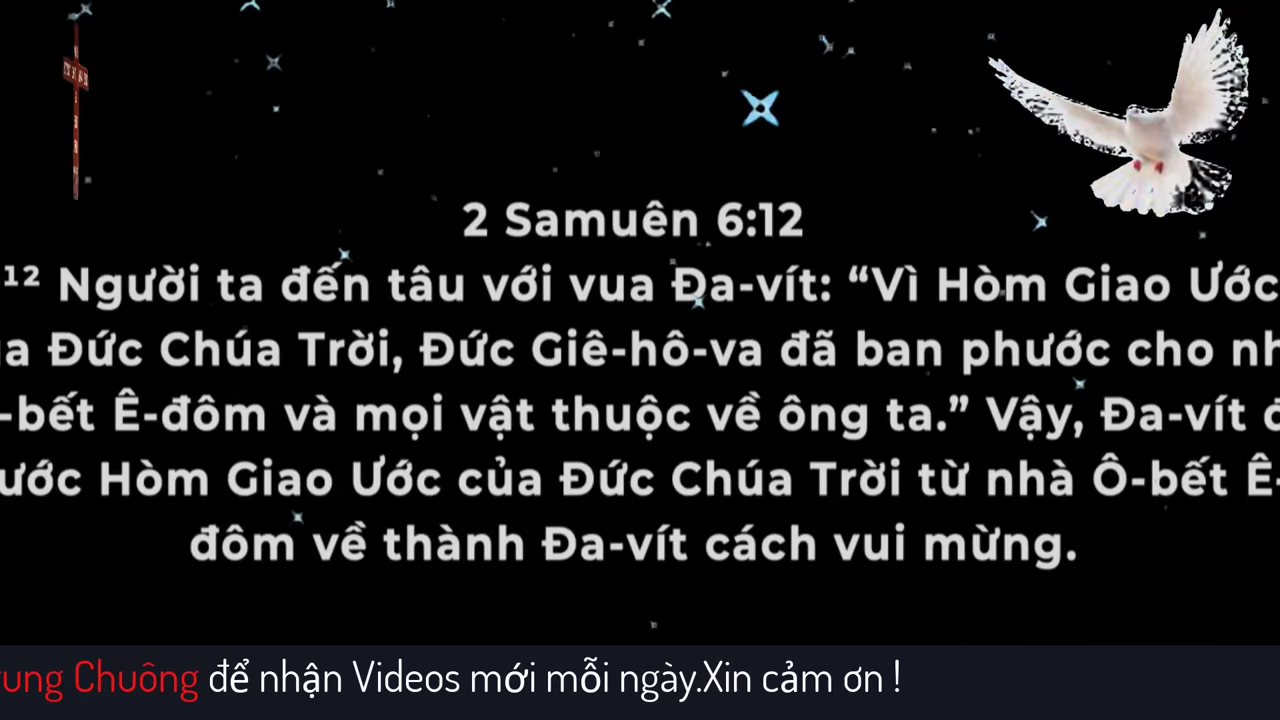 2 Samuên 6:12
¹² Người ta đến tâu với vua Đa-vít: “Vì Hòm Giao Ước
Đức Chúa Trời, Đức Giê-hô-va đã ban phước cho
-bết Ê-đôm và mọi vật thuộc về ông ta.” Vậy, Đa-vít
Hòm Giao Ước của Đức Chúa Trời từ nhà Ô-bết Ê-
đôm về thành Đa-vít cách vui mừng.
Chuông để nhận Videos mới mỗi ngày.Xin cảm ơn !